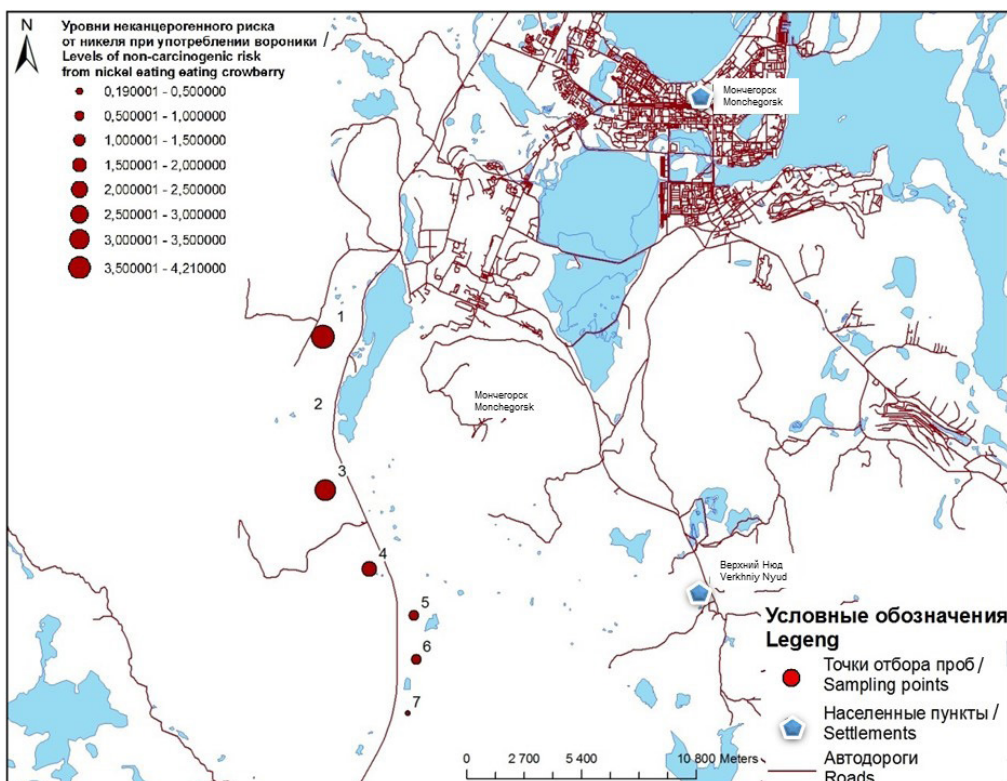 N
Уровни неканцерогенного риска
от никеля при употреблении вороники /
Levels of non-carcinogenic risk
from nickel eating eating crowberry
0,190001 - 0,500000
0,500001 - 1,000000
1,000001 - 1,500000
1,500001 - 2,000000
2,000001 - 2,500000
2,500001 - 3,000000
3,000001 - 3,500000
3,500001 - 4,210000
Мончегорск
Monchegorsk
1
2
Мончегорск
Monchegorsk
3
4
5
6
7
Верхний Нюд
Verkhniy Nyud
Условные обозначения
Legeng
Точки отбора проб /
Sampling points
Населенные пункты /
Settlements
Автодороги
Roads
0 2 700 5 400 10 800 Meters